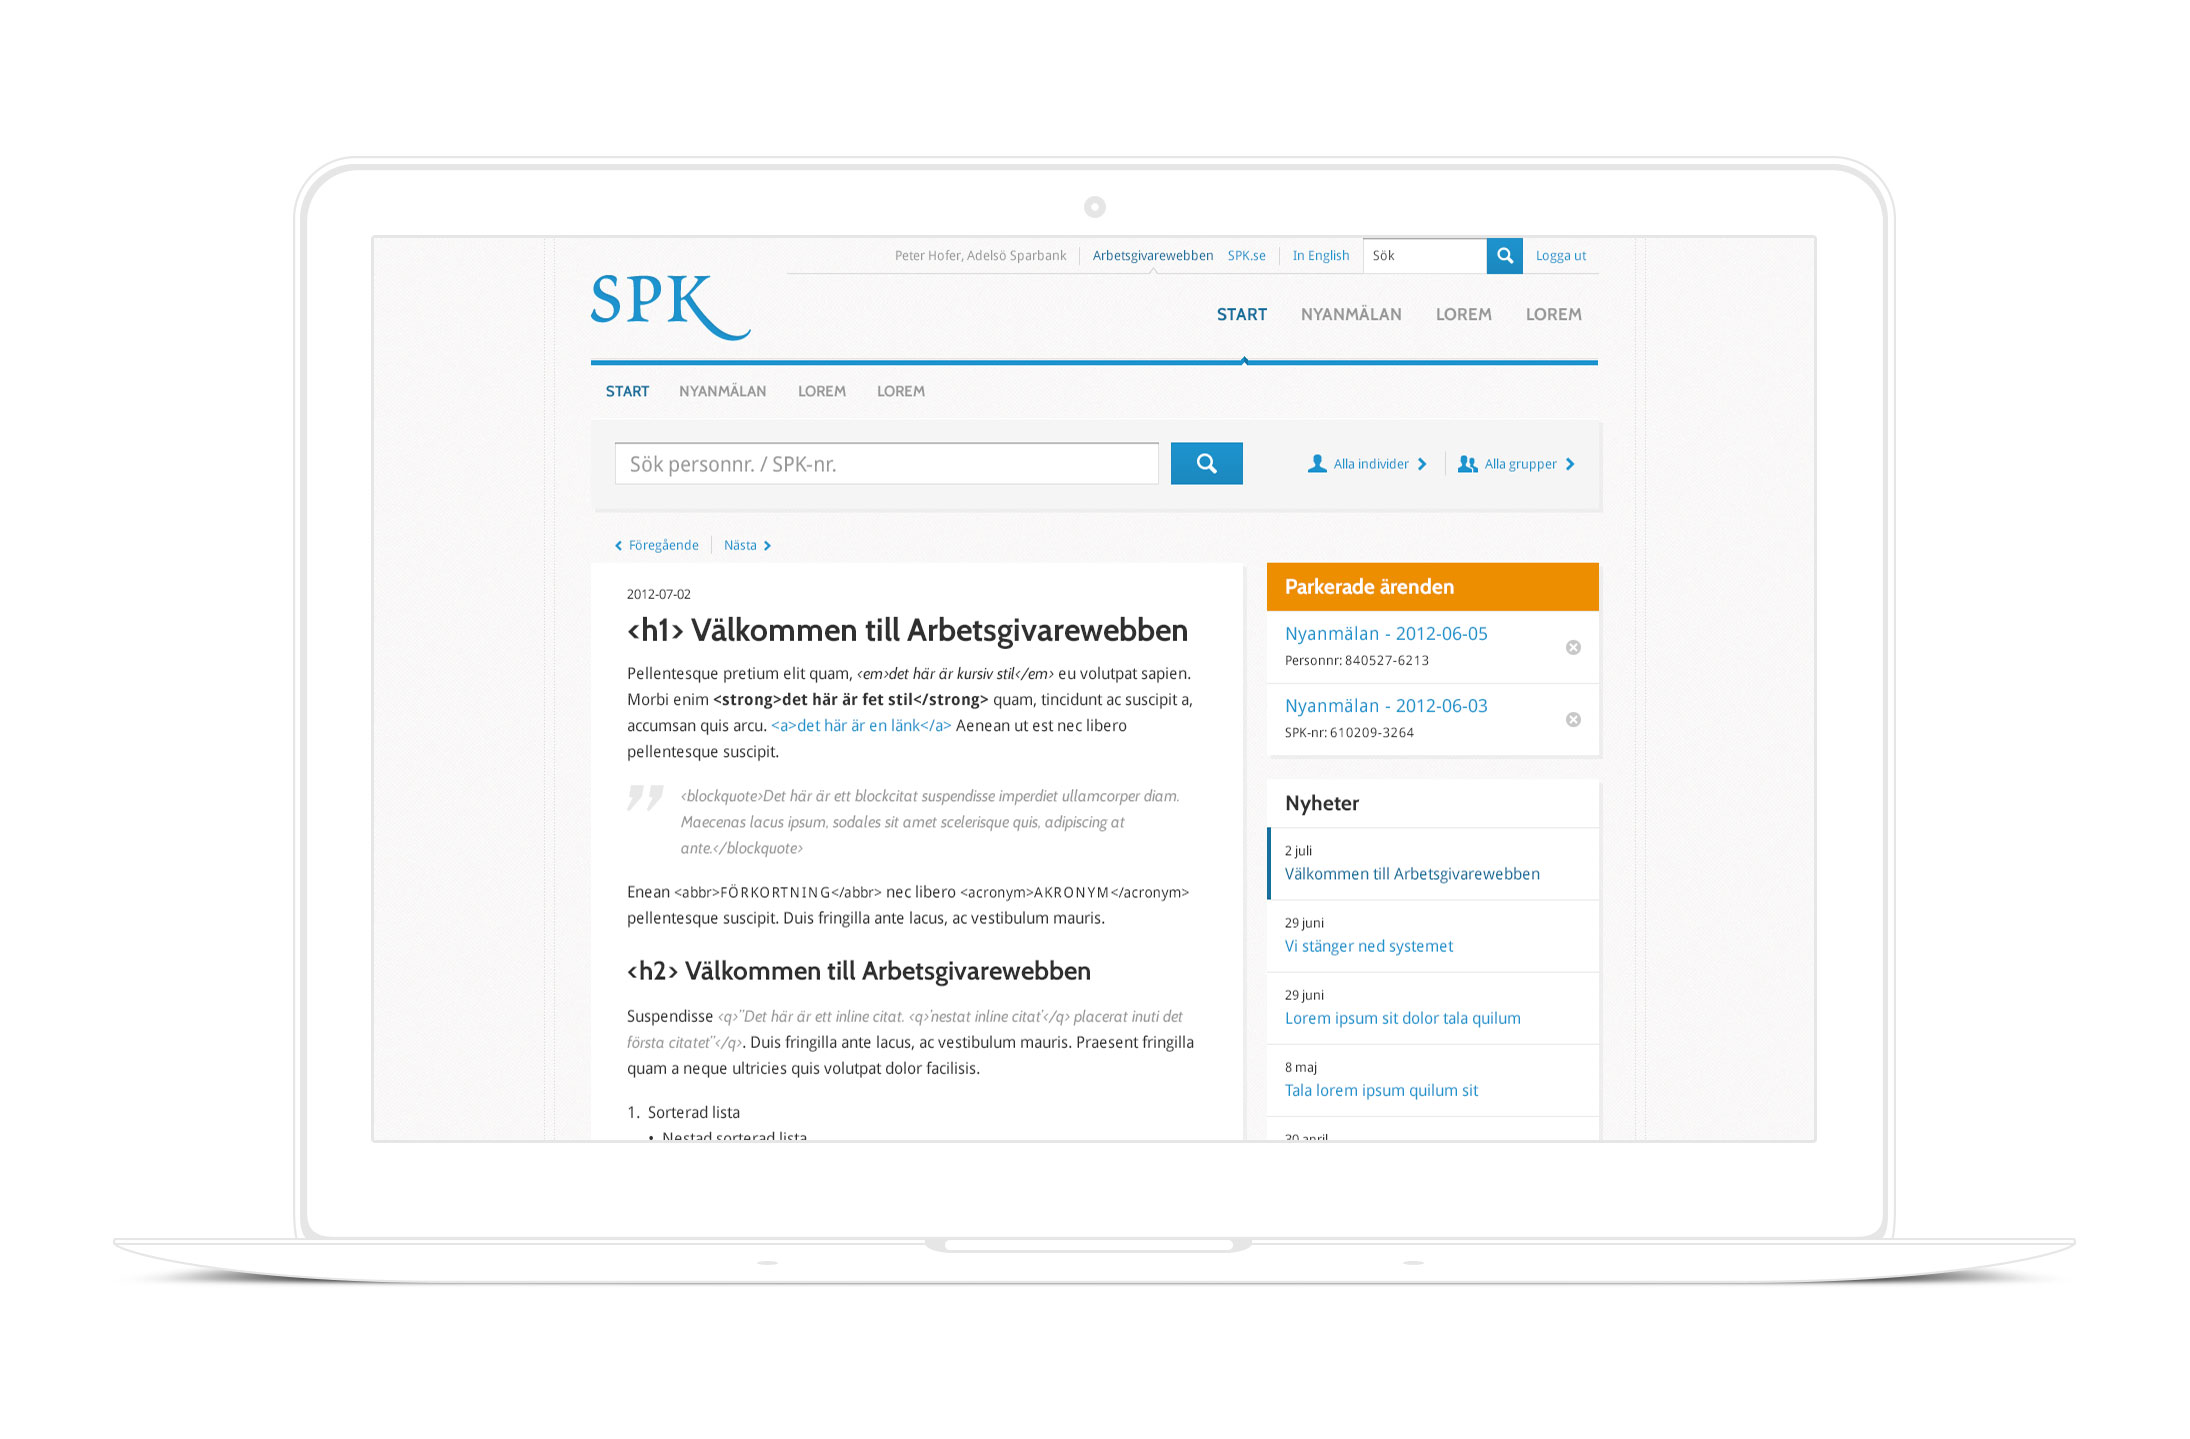 Peter Hofer, Adelsö Sparbank Arbetsgivarewebben SPK.se In English Sök Logga ut
SPK
START NYANMÄLAN LOREM LOREM
START NYANMÄLAN LOREM LOREM
Sök personnr. / SPK-nr. Alla individer Alla grupper
Föregående Nästa
2012-07-02
<h1> Välkommen till Arbetsgivarewebben
Pellentesque pretium elit quam, <em>det här är kursiv stil</em> eu volutpat sapien.
Morbi enim <strong>det här är fet stil</strong> quam, tincidunt ac suscipit a,
accumsan quis arcu. <a>det här är en länk</a> Aenean ut est nec libero
pellentesque suscipit.
” <blockquote>Det här är ett blockcitat suspendisse imperdiet ullamcorper diam.
Maecenas lacus ipsum, sodales sit amet scelerisque quis, adipiscing at
ante.</blockquote>
Enean <abbr>FÖRKORTNING</abbr> nec libero <acronym>AKRONYM</acronym>
pellentesque suscipit. Duis fringilla ante lacus, ac vestibulum mauris.
<h2> Välkommen till Arbetsgivarewebben
Suspendisse <q>"Det här är ett inline citat. <q>'nestat inline citat'</q> placerat inuti det
första citatet"</q>. Duis fringilla ante lacus, ac vestibulum mauris. Praesent fringilla
quam a neque ultricies quis volutpat dolor facilisis.
1. Sorterad lista
• Nestad sorterad lista
Parkerade ärenden
Nyanmälan - 2012-06-05
Personnr: 840527-6213
Nyanmälan - 2012-06-03
SPK-nr: 610209-3264
Nyheter
2 juli
Välkommen till Arbetsgivarewebben
29 juni
Vi stänger ned systemet
29 juni
Lorem ipsum sit dolor tala quilum
8 maj
Tala lorem ipsum quilum sit
30 april